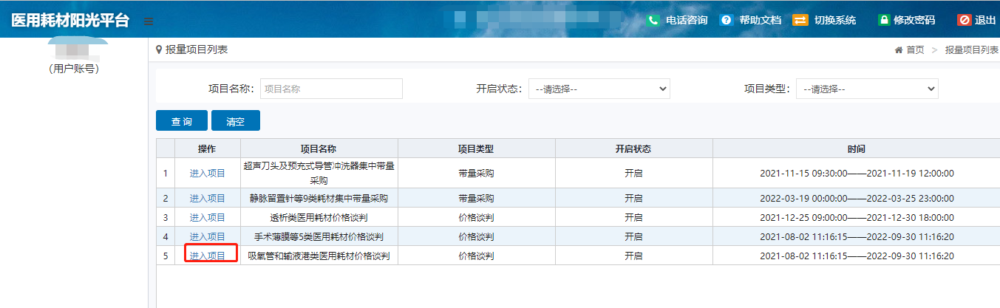 医用耗材阳光平台
电话咨询 帮助文档 切换系统 修改密码 退出
(用户账号)
报量项目列表
首页 > 报量项目列表
项目名称: 项目名称 开启状态: --请选择-- 项目类型: --请选择--
查 询 清空
操作 项目名称 项目类型 开启状态 时间
1 进入项目 超声刀头及预充式导管冲洗器集中带量采购 带量采购 开启 2021-11-15 09:30:00——2021-11-19 12:00:00
2 进入项目 静脉留置针等9类耗材集中带量采购 带量采购 开启 2022-03-19 00:00:00——2022-03-25 23:00:00
3 进入项目 透析类医用耗材价格谈判 价格谈判 开启 2021-12-25 09:00:00——2021-12-30 18:00:00
4 进入项目 手术薄膜等5类医用耗材价格谈判 价格谈判 开启 2021-08-02 11:16:15——2022-09-30 11:16:20
5 进入项目 吸氧管和输液港类医用耗材价格谈判 价格谈判 开启 2021-08-02 11:16:15——2022-09-30 11:16:20